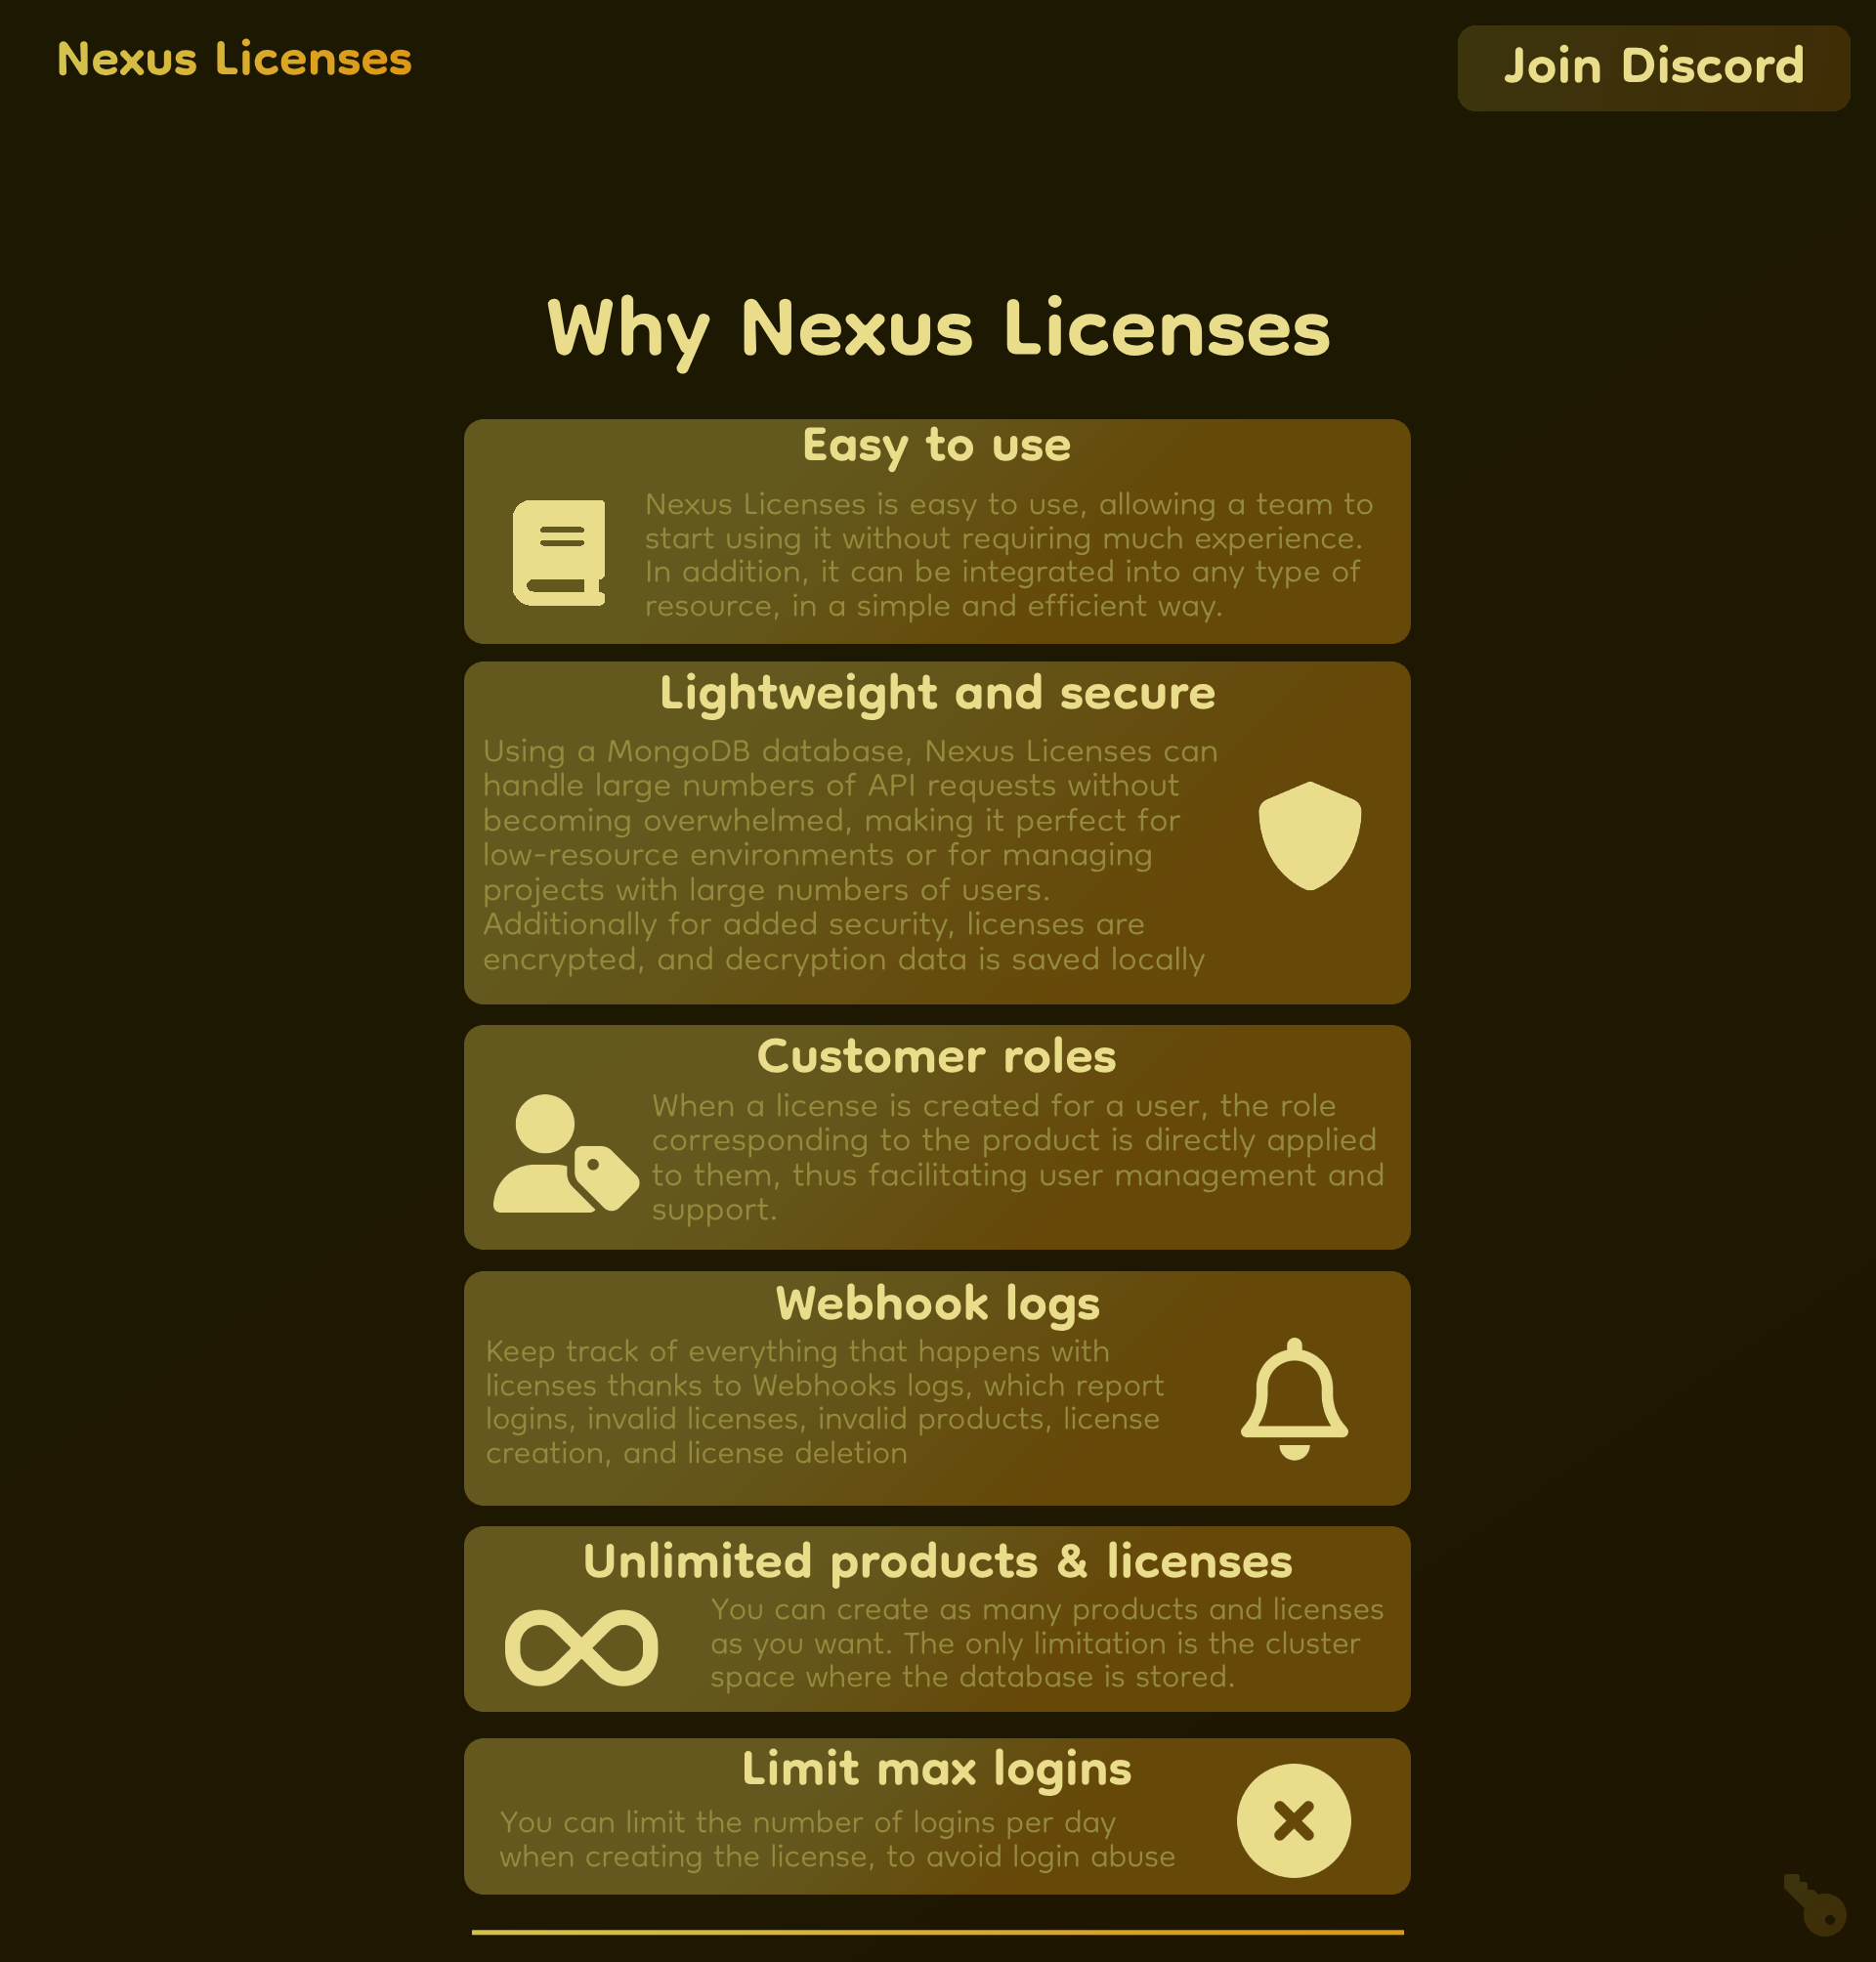 Nexus Licenses
Join Discord
Why Nexus Licenses
Easy to use
Nexus Licenses is easy to use, allowing a team to
start using it without requiring much experience.
In addition, it can be integrated into any type of
resource, in a simple and efficient way.
Lightweight and secure
Using a MongoDB database, Nexus Licenses can
handle large numbers of API requests without
becoming overwhelmed, making it perfect for
low-resource environments or for managing
projects with large numbers of users.
Additionally for added security, licenses are
encrypted, and decryption data is saved locally
Customer roles
When a license is created for a user, the role
corresponding to the product is directly applied
to them, thus facilitating user management and
support.
Webhook logs
Keep track of everything that happens with
licenses thanks to Webhooks logs, which report
logins, invalid licenses, invalid products, license
creation, and license deletion
Unlimited products & licenses
You can create as many products and licenses
as you want. The only limitation is the cluster
space where the database is stored.
Limit max logins
You can limit the number of logins per day
when creating the license, to avoid login abuse